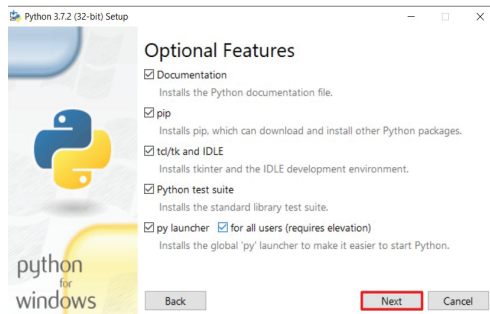 Python 3.7.2 (32-bit) Setup
Optional Features
Documentation
Installs the Python documentation file.
pip
Installs pip, which can download and install other Python packages.
tcl/tk and IDLE
Installs tkinter and the IDLE development environment.
Python test suite
Installs the standard library test suite.
py launcher for all users (requires elevation)
Installs the global 'py' launcher to make it easier to start Python.
python
for
windows
Back Next Cancel